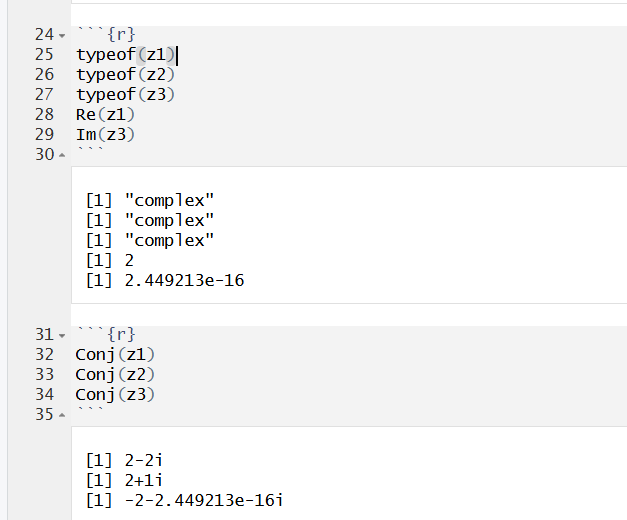 24 ```{r}
25 typeof(z1)
26 typeof(z2)
27 typeof(z3)
28 Re(z1)
29 Im(z3)
30 ```
[1] "complex"
[1] "complex"
[1] "complex"
[1] 2
[1] 2.449213e-16
31 ```{r}
32 Conj(z1)
33 Conj(z2)
34 Conj(z3)
35 ```
[1] 2-2i
[1] 2+1i
[1] -2-2.449213e-16i